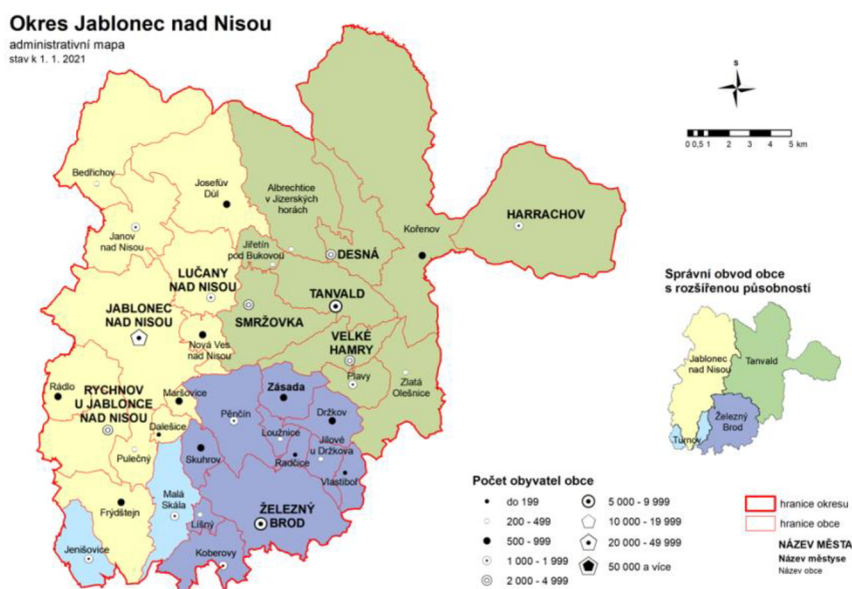 Okres Jablonec nad Nisou
administrativní mapa
stav k 1. 1. 2021
S
0 0,5 1 2 3 4 5 km
Bedřichov
Josefův
Důl
Albrechtice
v Jizerských
horách
Kořenov
HARRACHOV
Janov
nad Nisou
Jiřetín
pod Bukovou
DESNÁ
LUČANY
NAD NISOU
TANVALD
JABLONEC
NAD NISOU
SMRŽOVKA
Nová Ves
nad Nisou
VELKÉ
HAMRY
Plavy
Zlatá
Olešnice
Rádlo
RYCHNOV
U JABLONCE
NAD NISOU
Maršovice
Zásada
Pěnčín
Držkov
Dalešice
Loužnice
Jílové
u Držkova
Pulečný
Skuhrov
Radčice
Vlastiboř
Malá
Skála
Frýdštejn
Líšný
ŽELEZNÝ
BROD
Jenišovice
Koberovy
Správní obvod obce
s rozšířenou působností
Jablonec
nad Nisou
Tanvald
Železný
Brod
Turnov
Počet obyvatel obce
do 199
200 - 499
500 - 999
1 000 - 1 999
2 000 - 4 999
5 000 - 9 999
10 000 - 19 999
20 000 - 49 999
50 000 a více
hranice okresu
hranice obce
NÁZEV MĚSTA
Název městyse
Název obce